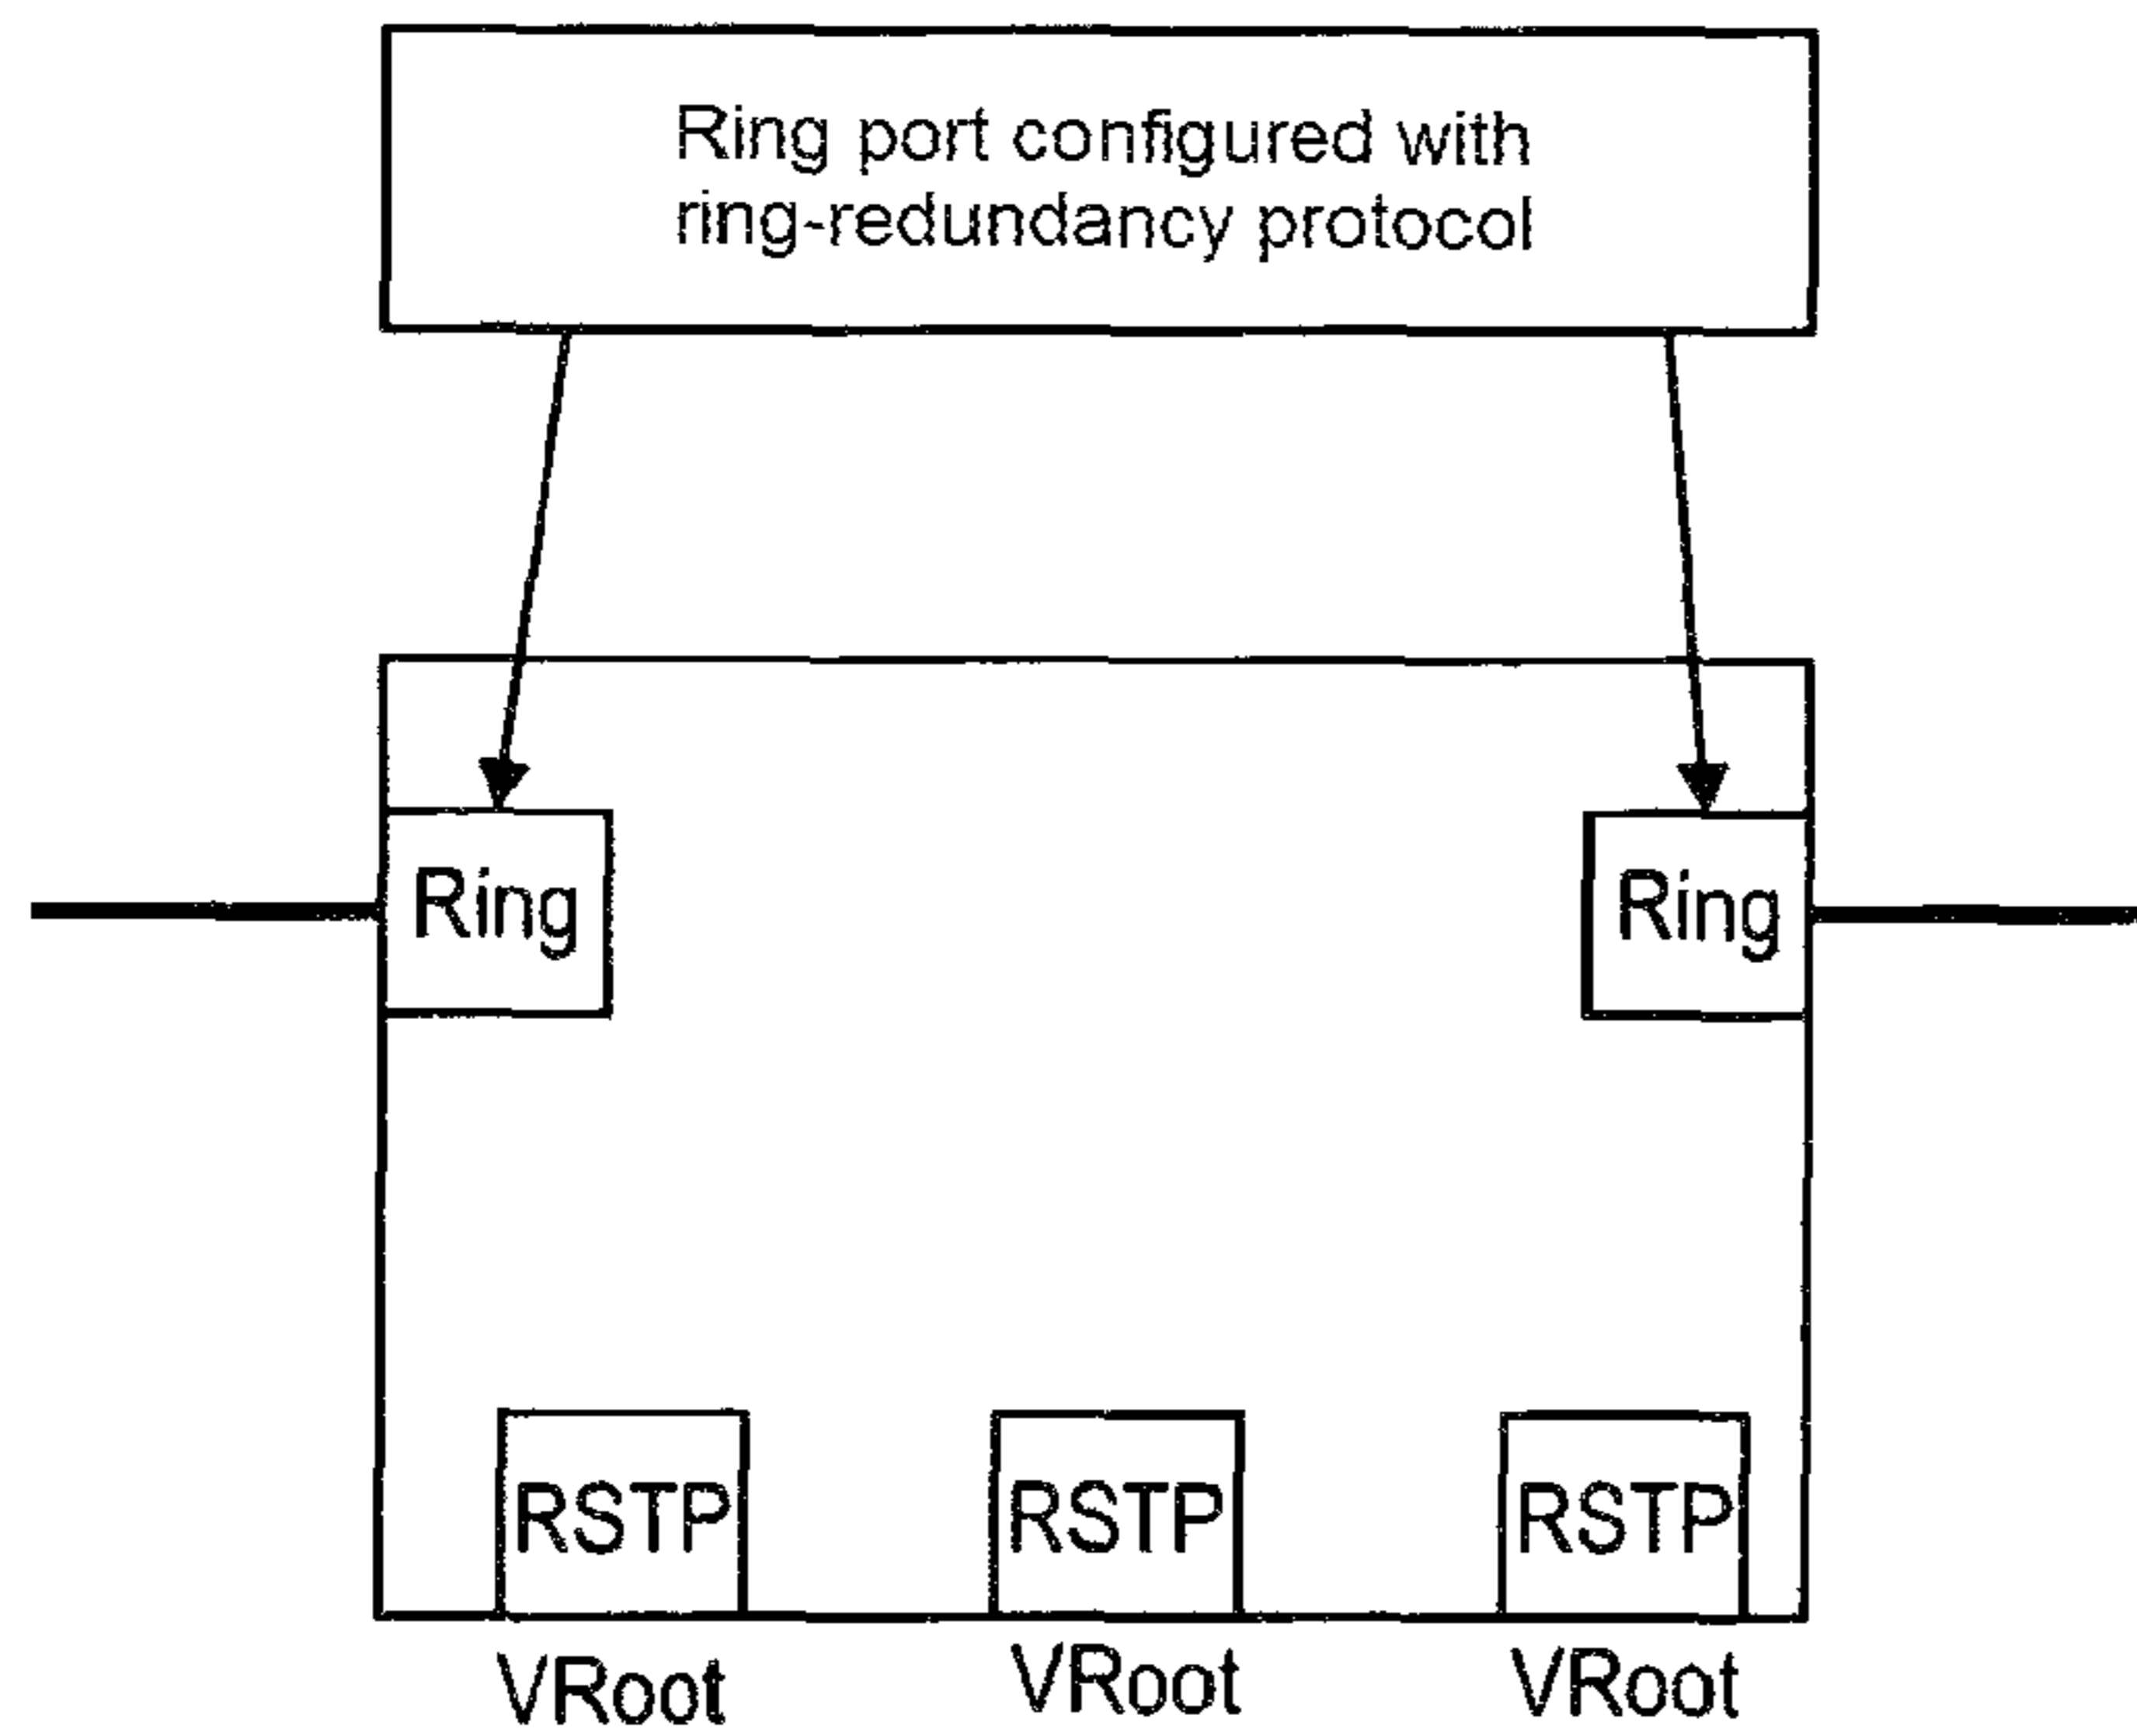 Ring port configured with
ring-redundancy protocol
Ring
Ring
RSTP
RSTP
RSTP
VRoot
VRoot
VRoot